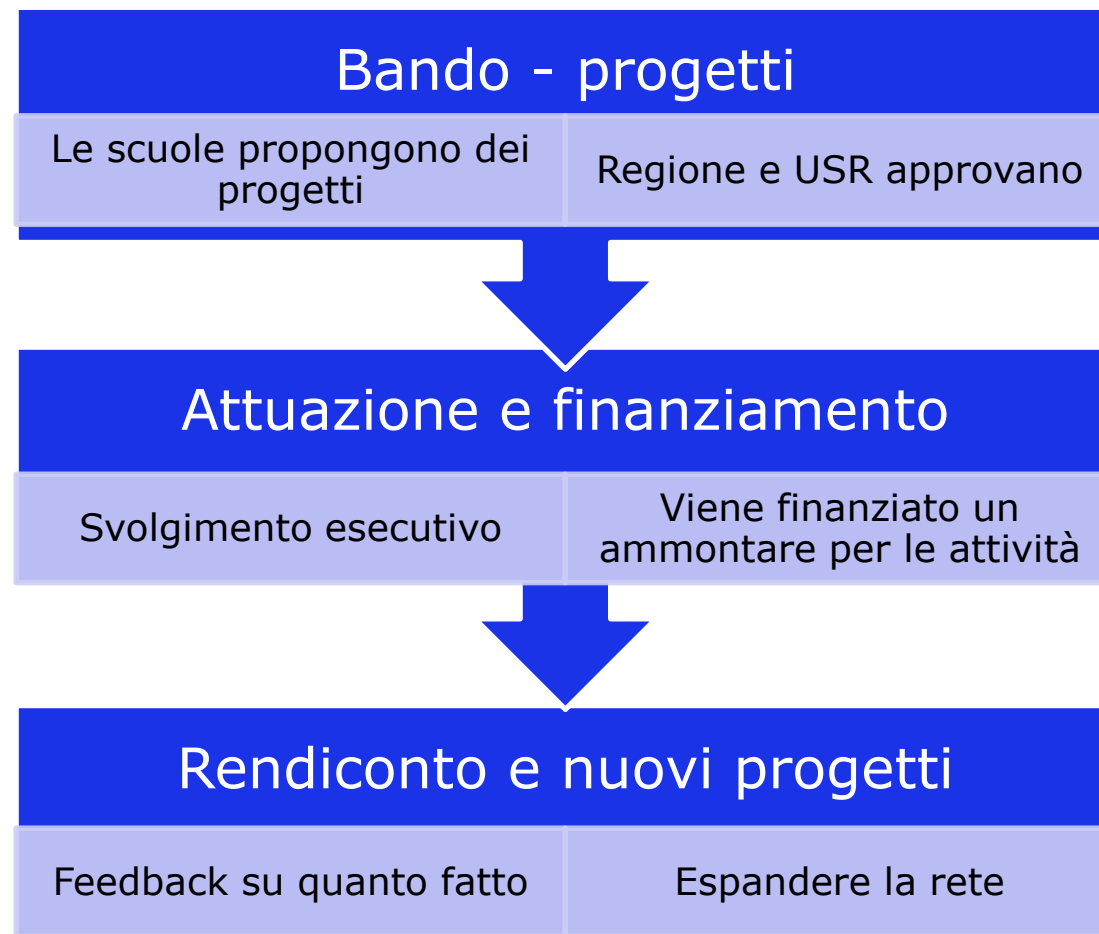 Bando - progetti
Le scuole propongono dei
progetti
Regione e USR approvano
Attuazione e finanziamento
Svolgimento esecutivo
Viene finanziato un
ammontare per le attività
Rendiconto e nuovi progetti
Feedback su quanto fatto
Espandere la rete